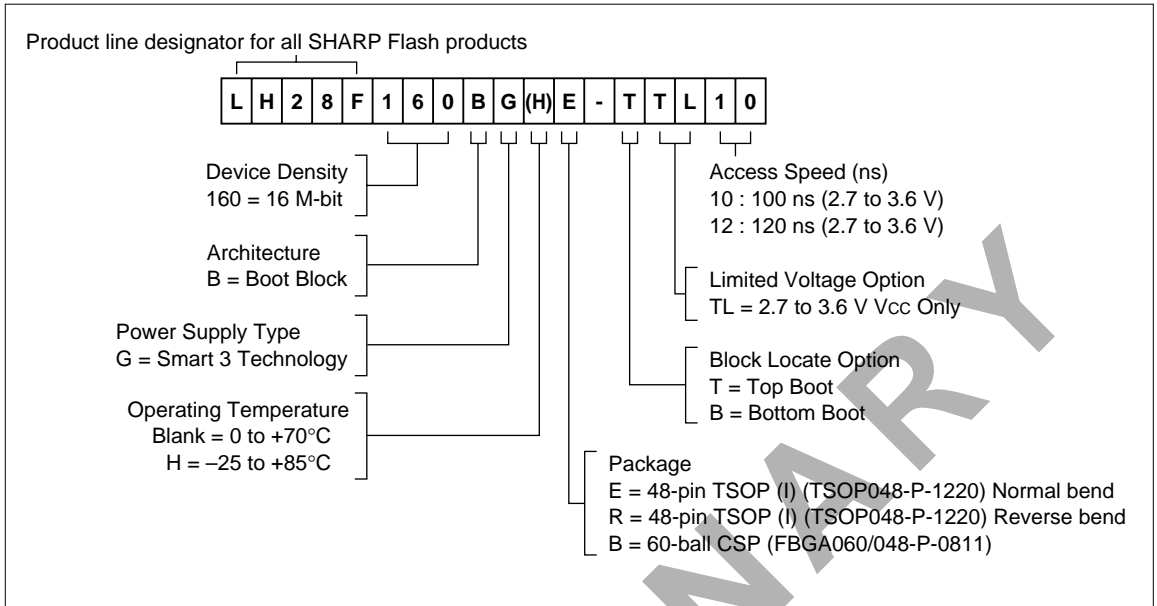 Product line designator for all SHARP Flash products
L H 2 8 F 1 6 0 B G (H) E - T T L 1 0
Device Density
160 = 16 M-bit
Architecture
B = Boot Block
Power Supply Type
G = Smart 3 Technology
Operating Temperature
Blank = 0 to +70°C
H = –25 to +85°C
Access Speed (ns)
10 : 100 ns (2.7 to 3.6 V)
12 : 120 ns (2.7 to 3.6 V)
Limited Voltage Option
TL = 2.7 to 3.6 V VCC Only
Block Locate Option
T = Top Boot
B = Bottom Boot
Package
E = 48-pin TSOP (I) (TSOP048-P-1220) Normal bend
R = 48-pin TSOP (I) (TSOP048-P-1220) Reverse bend
B = 60-ball CSP (FBGA060/048-P-0811)
NARY